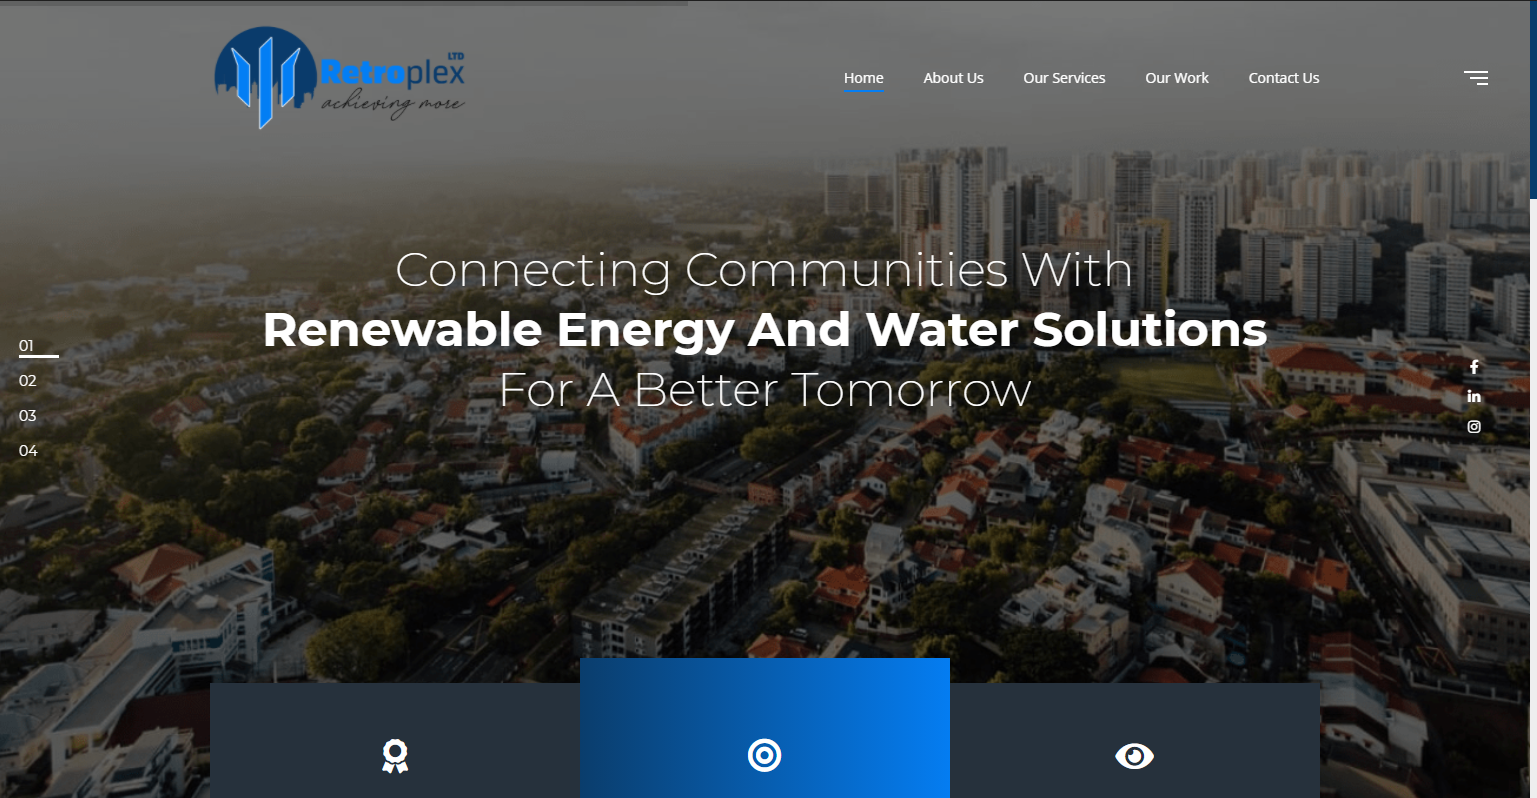 Retroplex LTD
achieving more
Home
About Us
Our Services
Our Work
Contact Us
Connecting Communities With
Renewable Energy And Water Solutions
For A Better Tomorrow
01
02
03
04